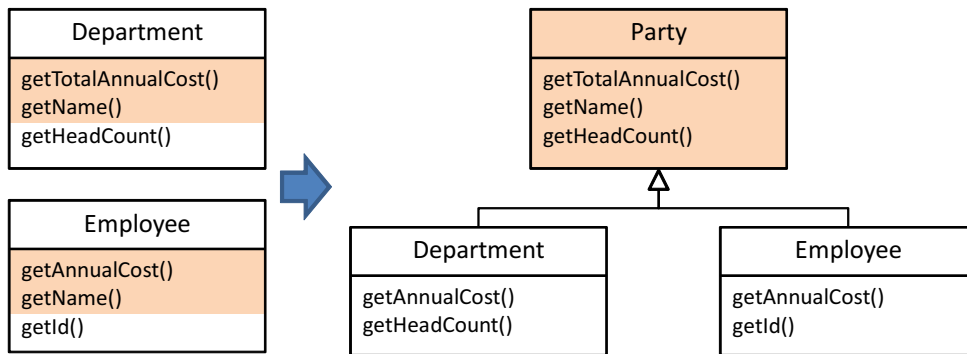 Department
getTotalAnnualCost()
getName()
getHeadCount()
Employee
getAnnualCost()
getName()
getId()
Party
getTotalAnnualCost()
getName()
getHeadCount()
Department
getAnnualCost()
getHeadCount()
Employee
getAnnualCost()
getId()